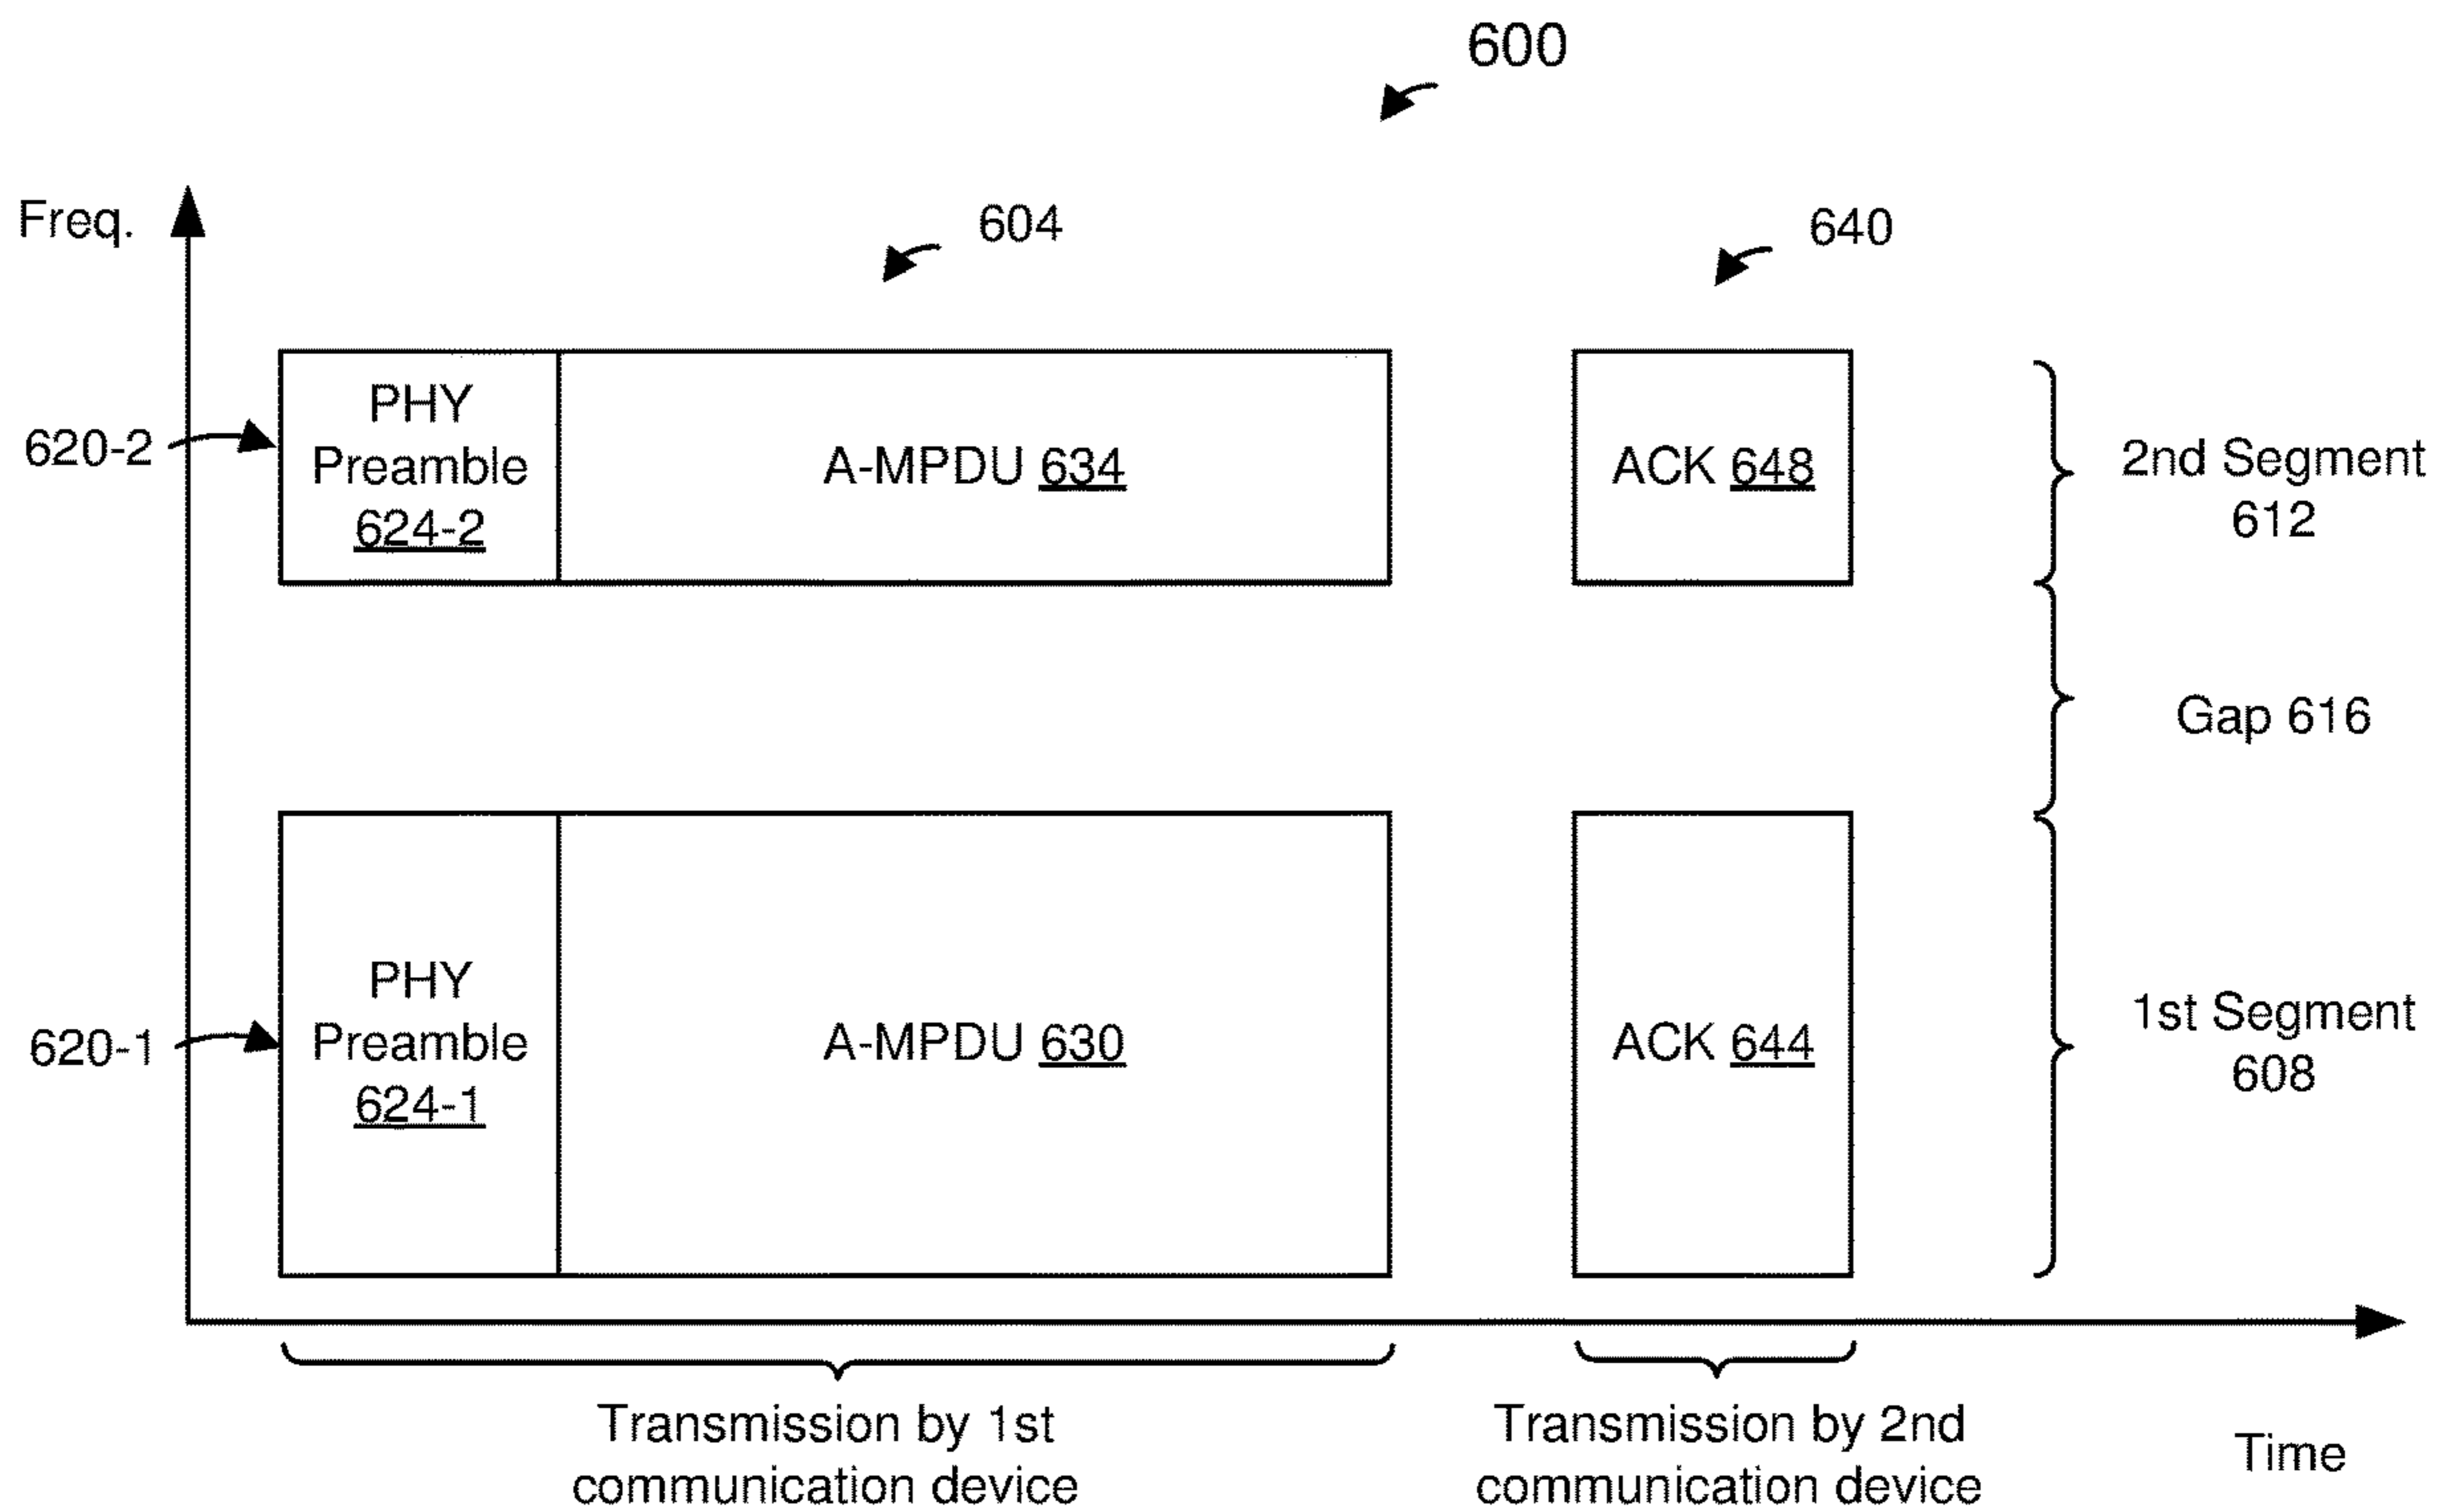 600
Freq.
604
640
620-2
PHY
Preamble
624-2
A-MPDU 634
ACK 648
2nd Segment
612
Gap 616
620-1
PHY
Preamble
624-1
A-MPDU 630
ACK 644
1st Segment
608
Transmission by 1st
communication device
Transmission by 2nd
communication device
Time